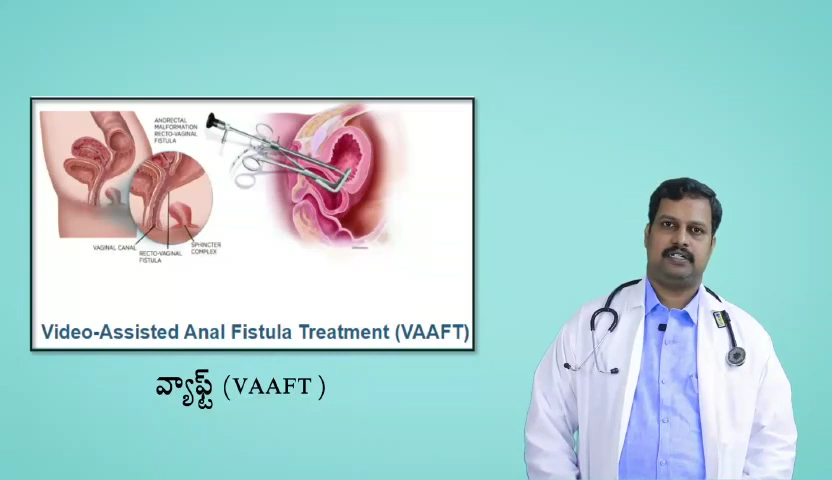 ANORECTAL
MALFORMATION
RECTO-VAGINAL
FISTULA
VAGINAL CANAL
RECTO-VAGINAL
FISTULA
SPHINCTER
COMPLEX
Video-Assisted Anal Fistula Treatment (VAAFT)
వ్యాఫ్ట్ (VAAFT )